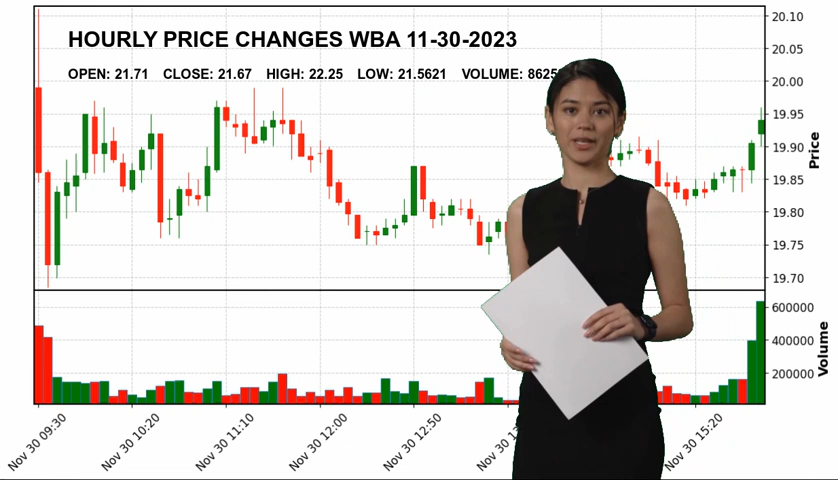 HOURLY PRICE CHANGES WBA 11-30-2023
OPEN: 21.71 CLOSE: 21.67 HIGH: 22.25 LOW: 21.5621 VOLUME: 8625
20.10
20.05
20.00
19.95
19.90
19.85
19.80
19.75
19.70
Price
600000
400000
200000
Volume
Nov 30 09:30
Nov 30 10:20
Nov 30 11:10
Nov 30 12:00
Nov 30 12:50
Nov 30
Nov 30 15:20